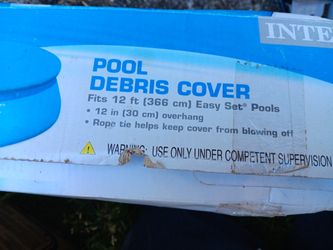 INTE
POOL
DEBRIS COVER
Fits 12 ft (366 cm) Easy Set® Pools
• 12 in (30 cm) overhang
• Rope tie helps keep cover from blowing off
WARNING: USE ONLY UNDER COMPETENT SUPERVISION